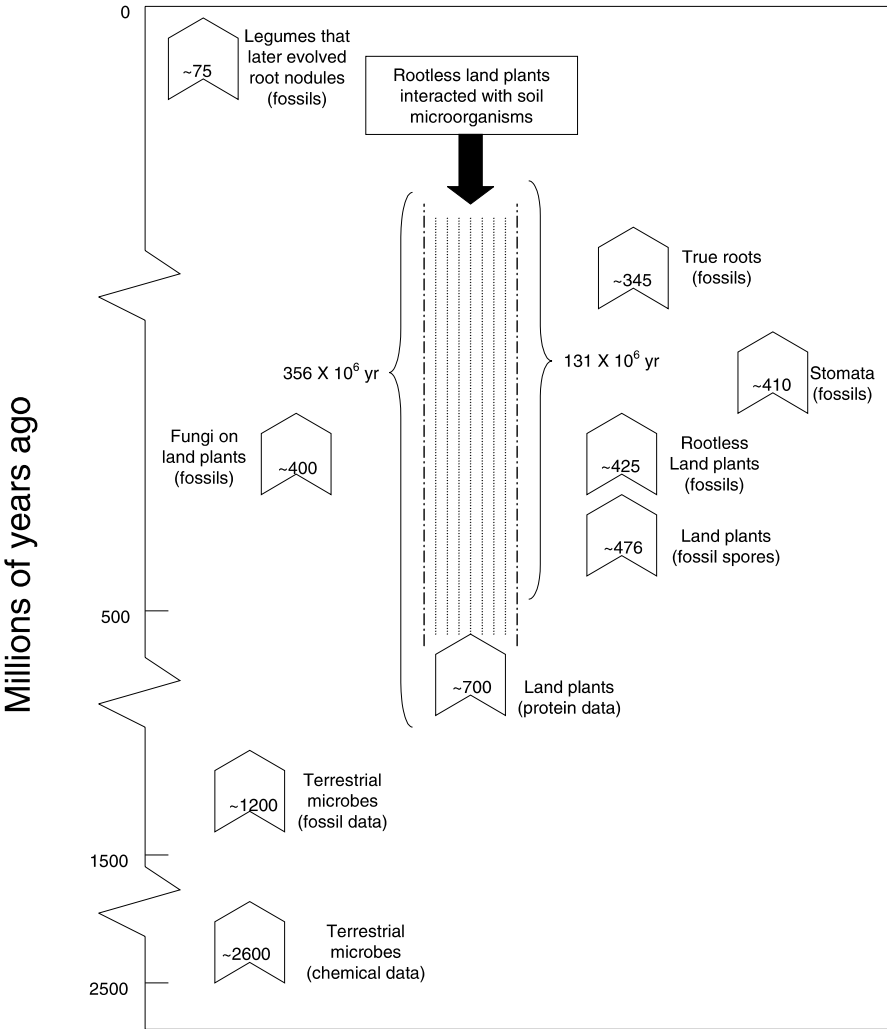 0
~75
Legumes that
later evolved
root nodules
(fossils)
Rootless land plants
interacted with soil
microorganisms
~345
True roots
(fossils)
356 X 10⁶ yr
131 X 10⁶ yr
~410
Stomata
(fossils)
Fungi on
land plants
(fossils)
~400
~425
Rootless
Land plants
(fossils)
~476
Land plants
(fossil spores)
Millions of years ago
500
~700
Land plants
(protein data)
~1200
Terrestrial
microbes
(fossil data)
1500
~2600
Terrestrial
microbes
(chemical data)
2500